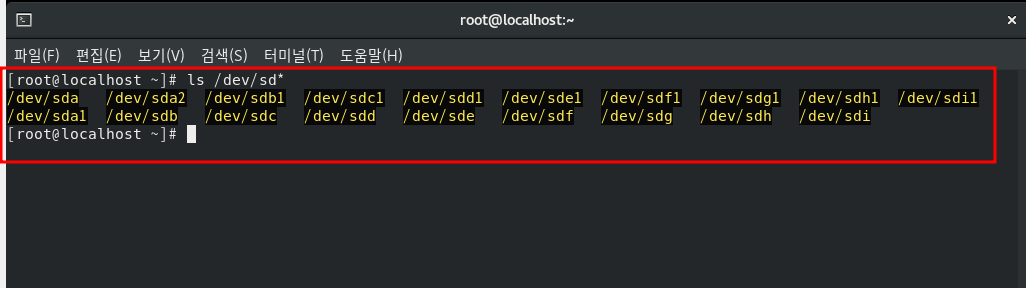 root@localhost:~
파일(F) 편집(E) 보기(V) 검색(S) 터미널(T) 도움말(H)
[root@localhost ~]# ls /dev/sd*
/dev/sda /dev/sda2 /dev/sdb1 /dev/sdc1 /dev/sdd1 /dev/sde1 /dev/sdf1 /dev/sdg1 /dev/sdh1 /dev/sdi1
/dev/sda1 /dev/sdb /dev/sdc /dev/sdd /dev/sde /dev/sdf /dev/sdg /dev/sdh /dev/sdi
[root@localhost ~]#